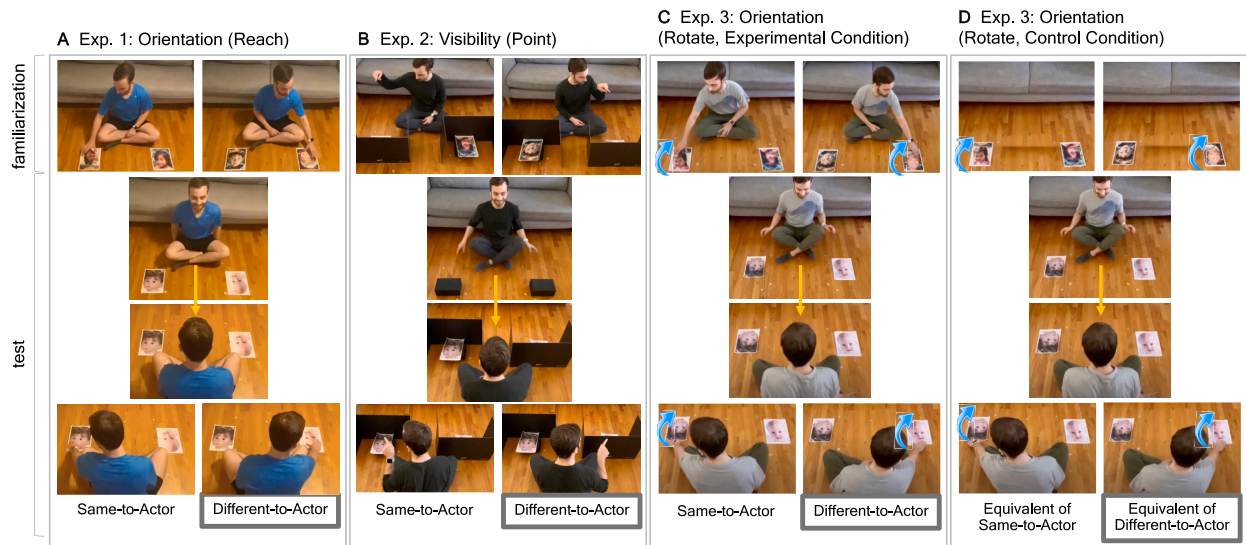 A Exp. 1: Orientation (Reach)
B Exp. 2: Visibility (Point)
C Exp. 3: Orientation
(Rotate, Experimental Condition)
D Exp. 3: Orientation
(Rotate, Control Condition)
familiarization
test
Same-to-Actor
Different-to-Actor
Same-to-Actor
Different-to-Actor
Same-to-Actor
Different-to-Actor
Equivalent of
Same-to-Actor
Equivalent of
Different-to-Actor